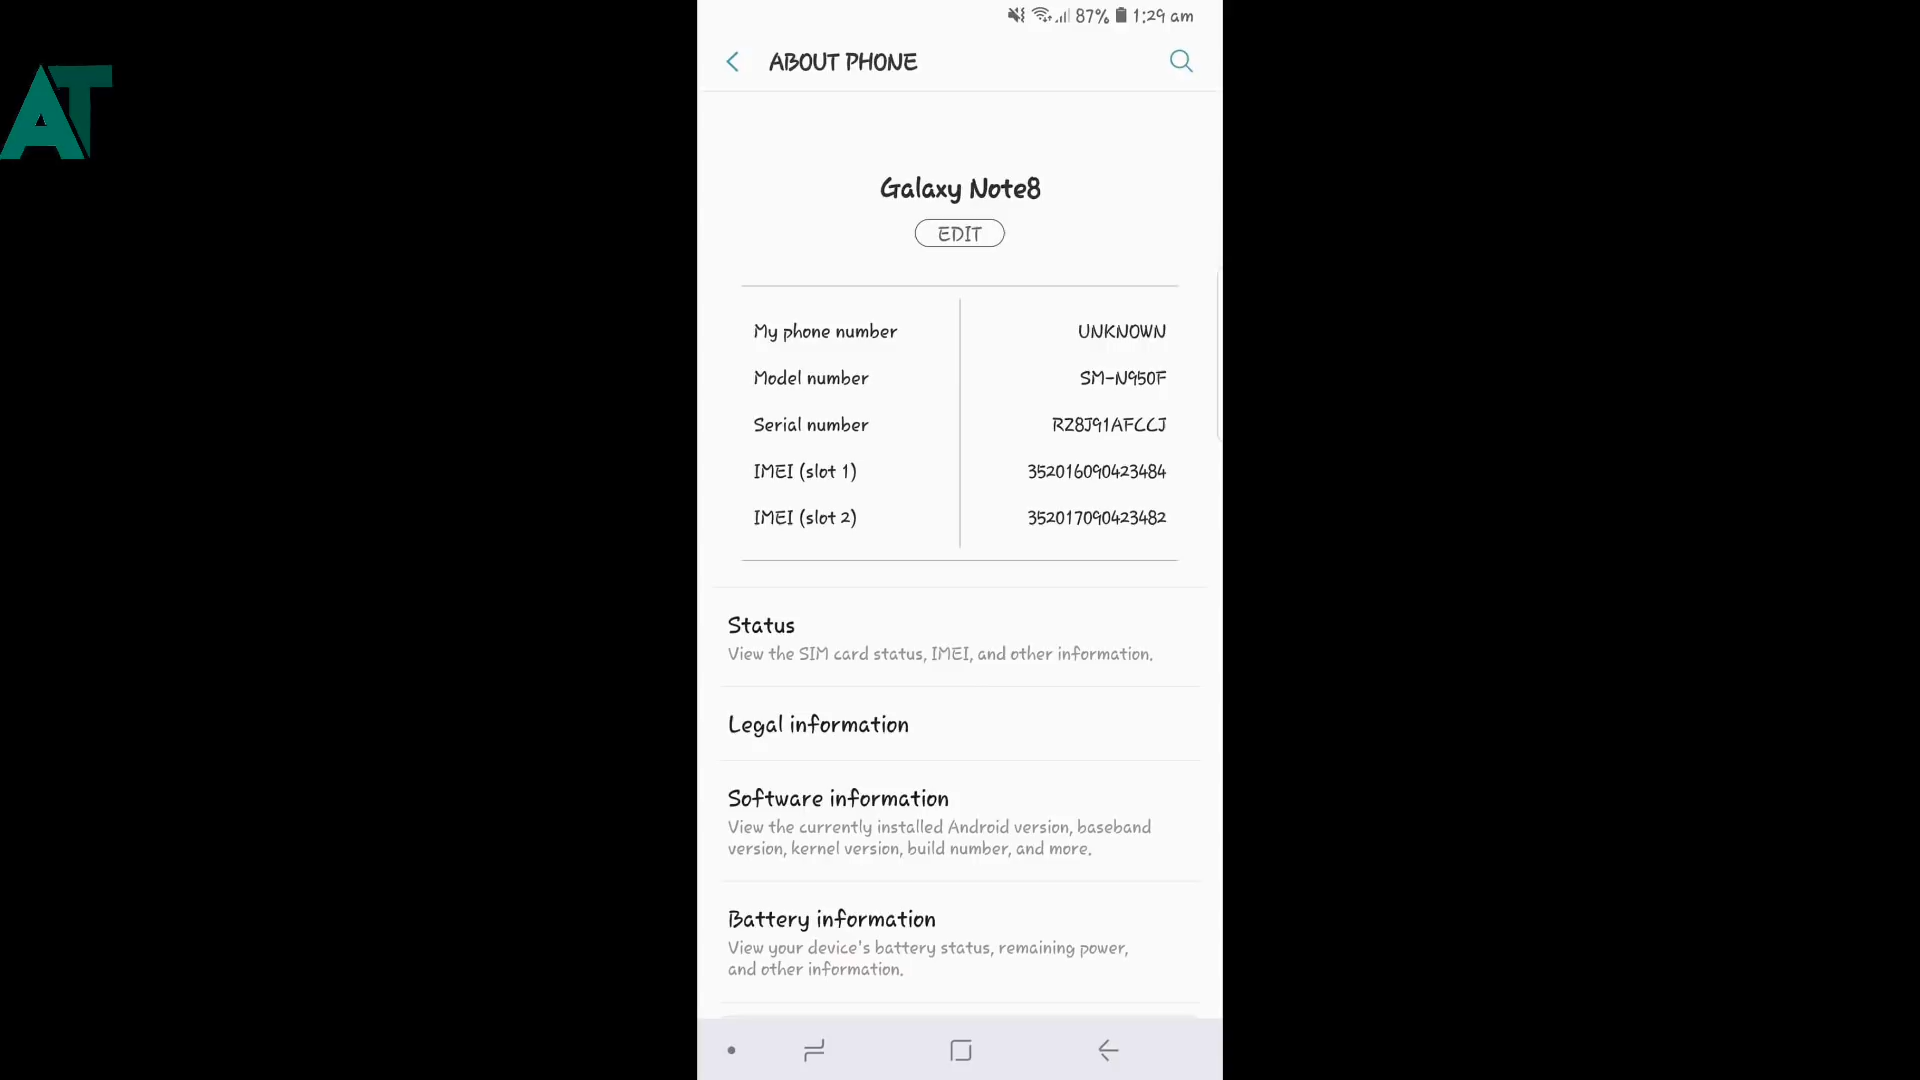 87% 1:29 am
AT
ABOUT PHONE
Galaxy Note8
EDIT
My phone number UNKNOWN
Model number SM-N950F
Serial number RZ8J91AFCCJ
IMEI (slot 1) 352016090423484
IMEI (slot 2) 352017090423482
Status
View the SIM card status, IMEI, and other information.
Legal information
Software information
View the currently installed Android version, baseband
version, kernel version, build number, and more.
Battery information
View your device's battery status, remaining power,
and other information.